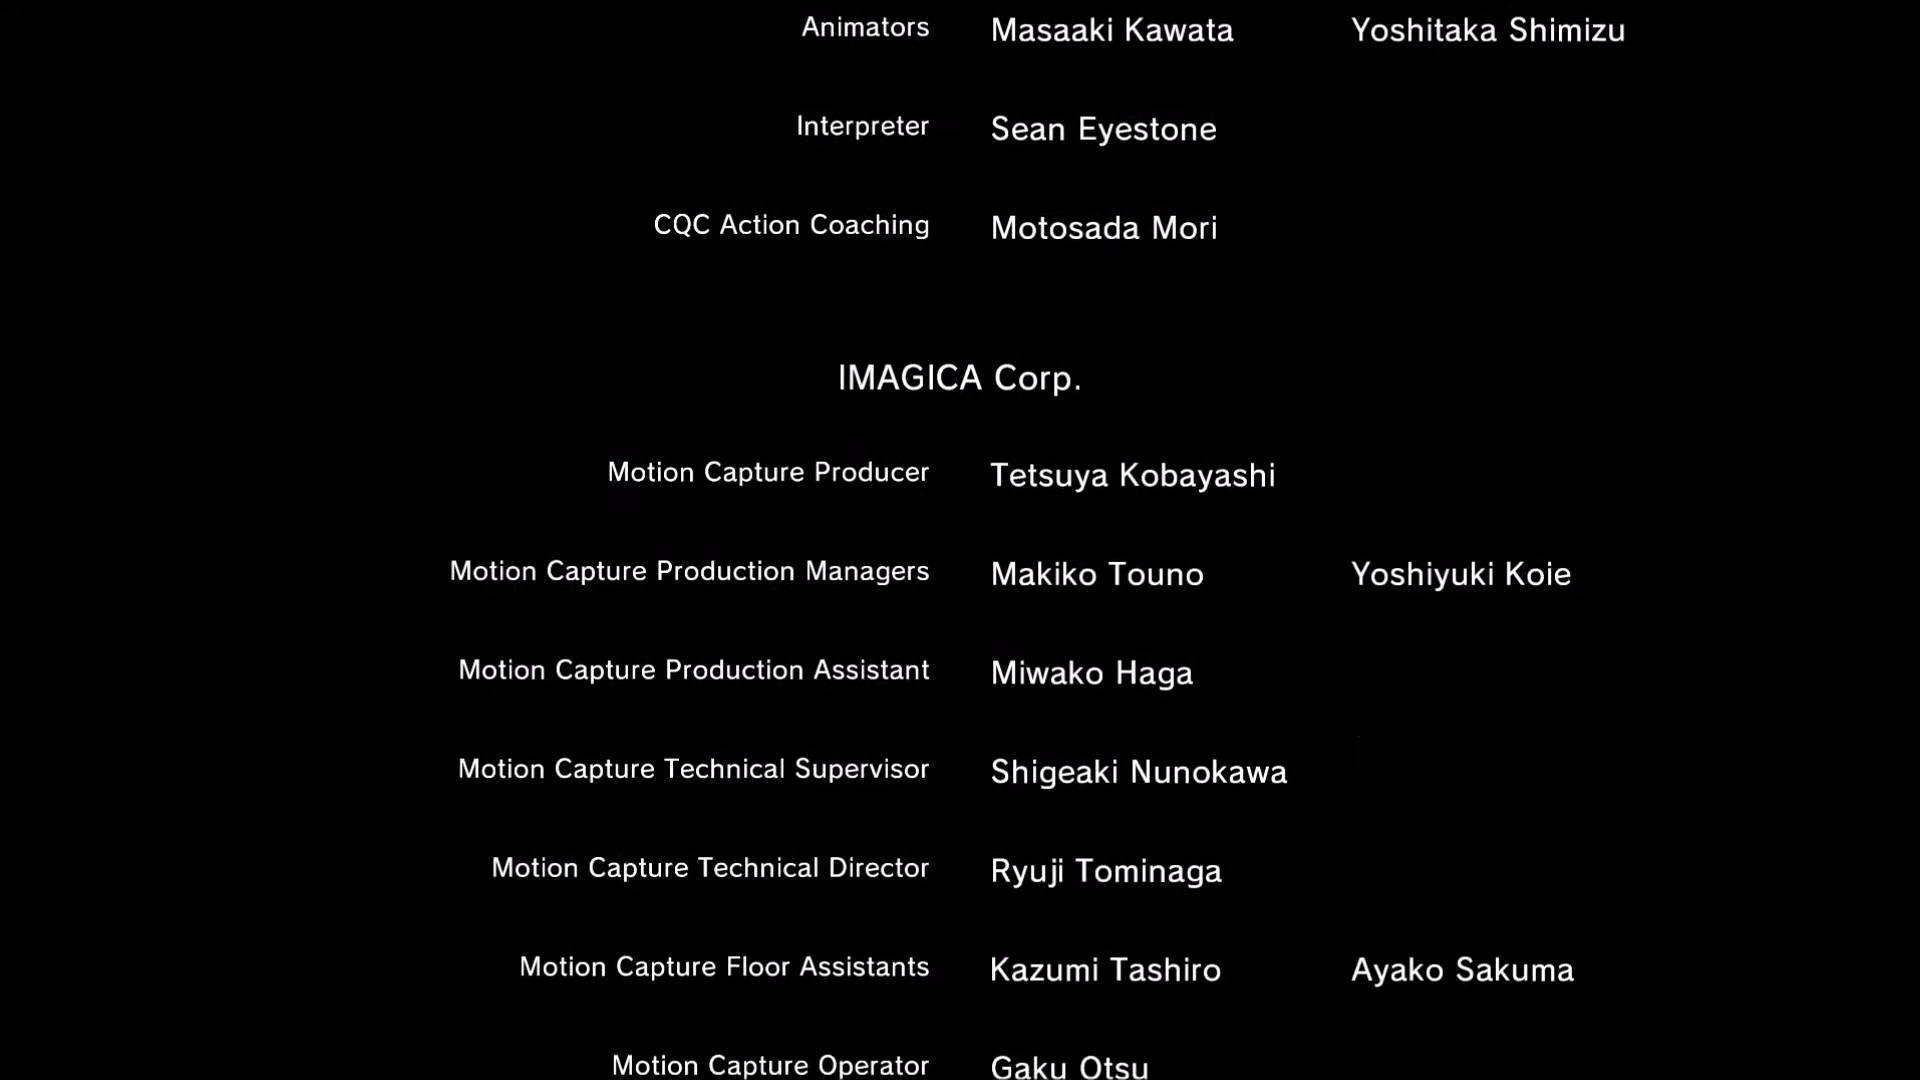 Animators Masaaki Kawata Yoshitaka Shimizu
Interpreter Sean Eyestone
CQC Action Coaching Motosada Mori
IMAGICA Corp.
Motion Capture Producer Tetsuya Kobayashi
Motion Capture Production Managers Makiko Touno Yoshiyuki Koie
Motion Capture Production Assistant Miwako Haga
Motion Capture Technical Supervisor Shigeaki Nunokawa
Motion Capture Technical Director Ryuji Tominaga
Motion Capture Floor Assistants Kazumi Tashiro Ayako Sakuma
Motion Capture Operator Gaku Otsu